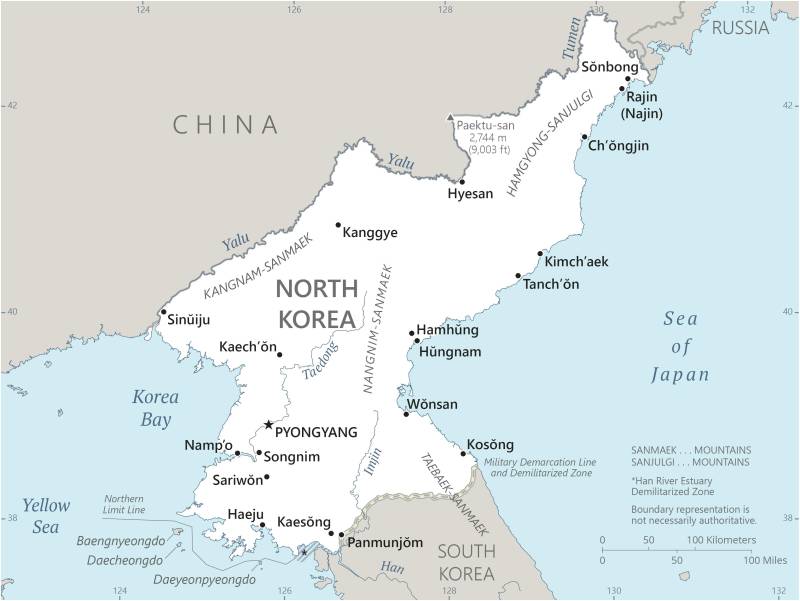 124
126
128
130
132
RUSSIA
Tumen
Sŏnbong
Rajin
(Najin)
42
42
CHINA
Paektu-san
2,744 m
(9,003 ft)
HAMGYONG-SANJULGI
Ch'ŏngjin
Yalu
Hyesan
Yalu
Kanggye
KANGNAM-SANMAEK
Kimch'aek
Tanch'ŏn
NORTH
KOREA
NANGNIM-SANMAEK
40
40
Sinŭiju
Sea
of
Japan
Hamhŭng
Hŭngnam
Kaech'ŏn
Taedong
Korea
Bay
Wŏnsan
PYONGYANG
Namp'o
Songnim
Imjin
Kosŏng
TAEBAEK-SANMAEK
Military Demarcation Line
and Demilitarized Zone
SANMAEK . . . MOUNTAINS
SANJULGI . . . MOUNTAINS
*Han River Estuary
Demilitarized Zone
Boundary representation is
not necessarily authoritative.
Sariwŏn
Yellow
Sea
Northern
Limit Line
38
38
Haeju
Kaesŏng
Panmunjŏm
Baengnyeongdo
Daecheongdo
Daeyeonpyeongdo
*
Han
SOUTH
KOREA
0 50 100 Kilometers
0 50 100 Miles
124
126
128
130